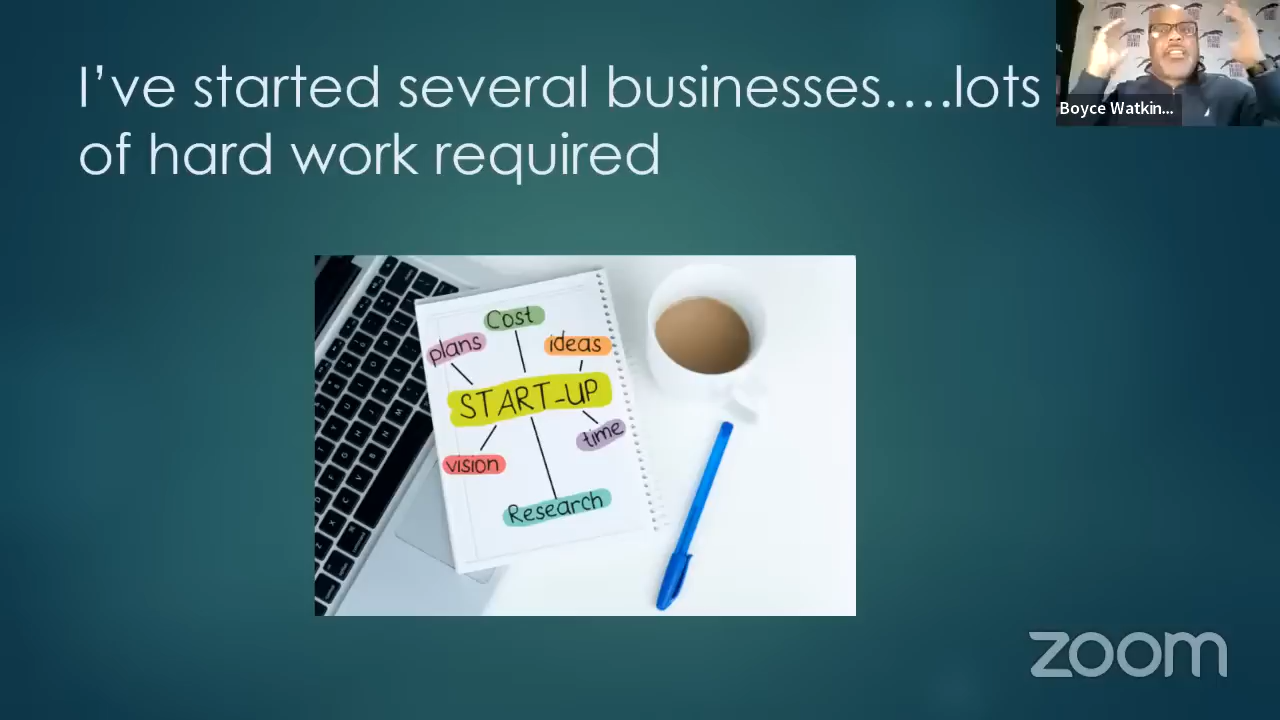 I've started several businesses....lots
of hard work required
Boyce Watkin...
Cost
plans
ideas
START-UP
time
vision
Research
zoom